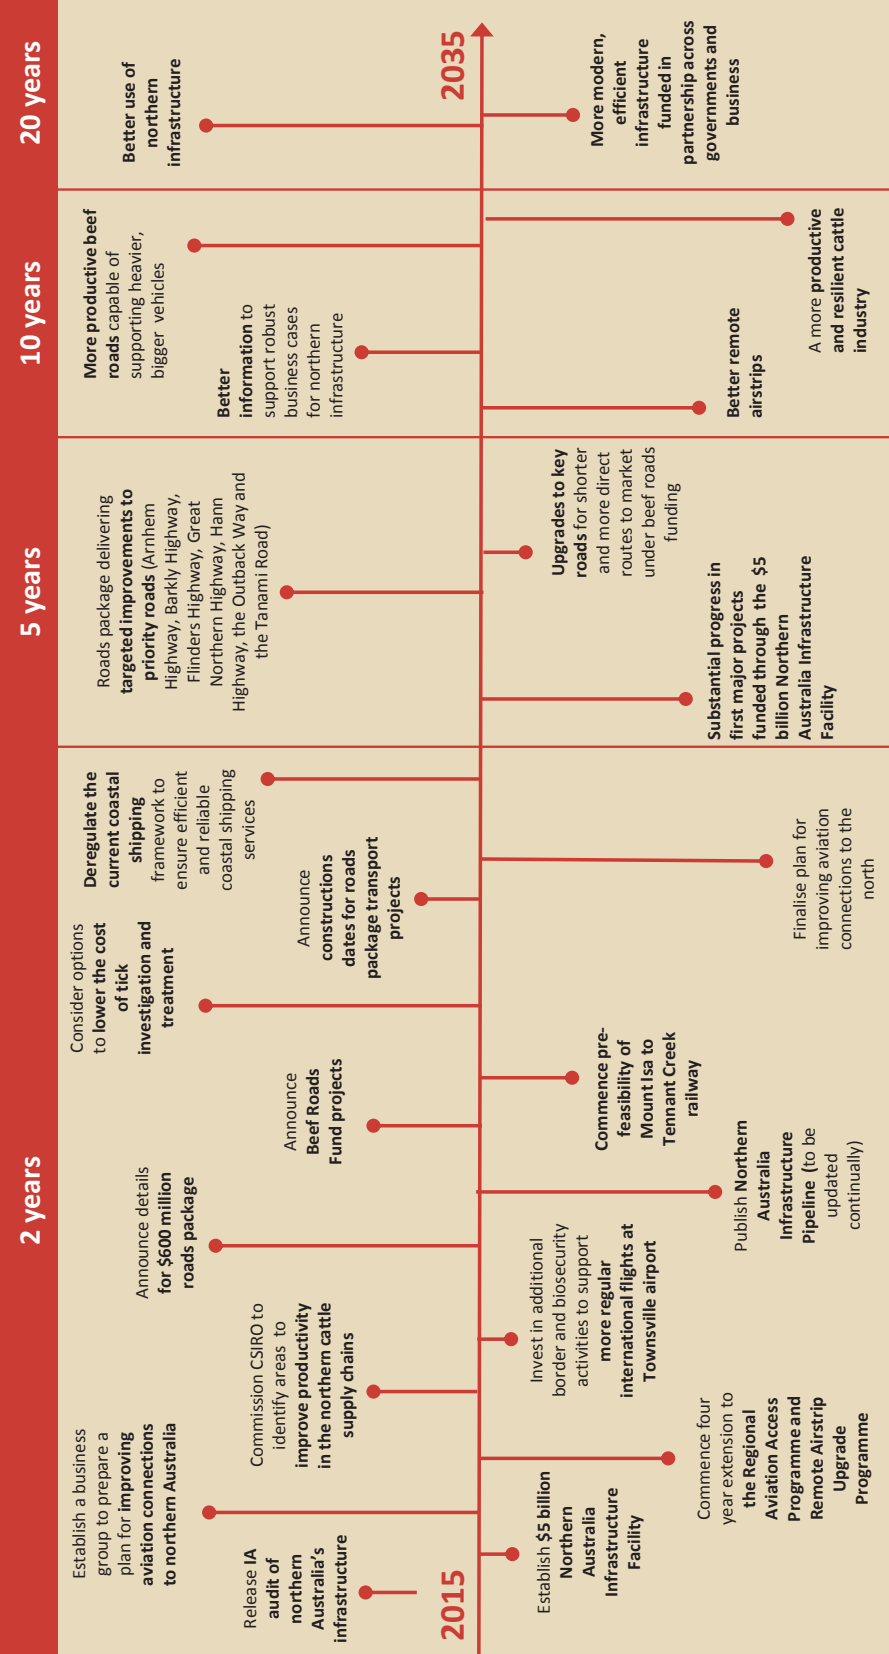 2 years
5 years
10 years
20 years
2015
2035
Release IA
audit of
northern
Australia's
infrastructure
Establish a business
group to prepare a
plan for improving
aviation connections
to northern Australia
Commission CSIRO to
identify areas to
improve productivity
in the northern cattle
supply chains
Announce details
for $600 million
roads package
Announce
Beef Roads
Fund projects
Consider options
to lower the cost
of tick
investigation and
treatment
Announce
constructions
dates for roads
package transport
projects
Deregulate the
current coastal
shipping
framework to
ensure efficient
and reliable
coastal shipping
services
Establish $5 billion
Northern
Australia
Infrastructure
Facility
Commence four
year extension to
the Regional
Aviation Access
Programme and
Remote Airstrip
Upgrade
Programme
Invest in additional
border and biosecurity
activities to support
more regular
international flights at
Townsville airport
Publish Northern
Australia
Infrastructure
Pipeline (to be
updated
continually)
Commence pre-
feasibility of
Mount Isa to
Tennant Creek
railway
Finalise plan for
improving aviation
connections to the
north
Roads package delivering
targeted improvements to
priority roads (Arnhem
Highway, Barkly Highway,
Flinders Highway, Great
Northern Highway, Hann
Highway, the Outback Way and
the Tanami Road)
Substantial progress in
first major projects
funded through the $5
billion Northern
Australia Infrastructure
Facility
Upgrades to key
roads for shorter
and more direct
routes to market
under beef roads
funding
Better
information to
support robust
business cases
for northern
infrastructure
More productive beef
roads capable of
supporting heavier,
bigger vehicles
Better remote
airstrips
A more productive
and resilient cattle
industry
Better use of
northern
infrastructure
More modern,
efficient
infrastructure
funded in
partnership across
governments and
business